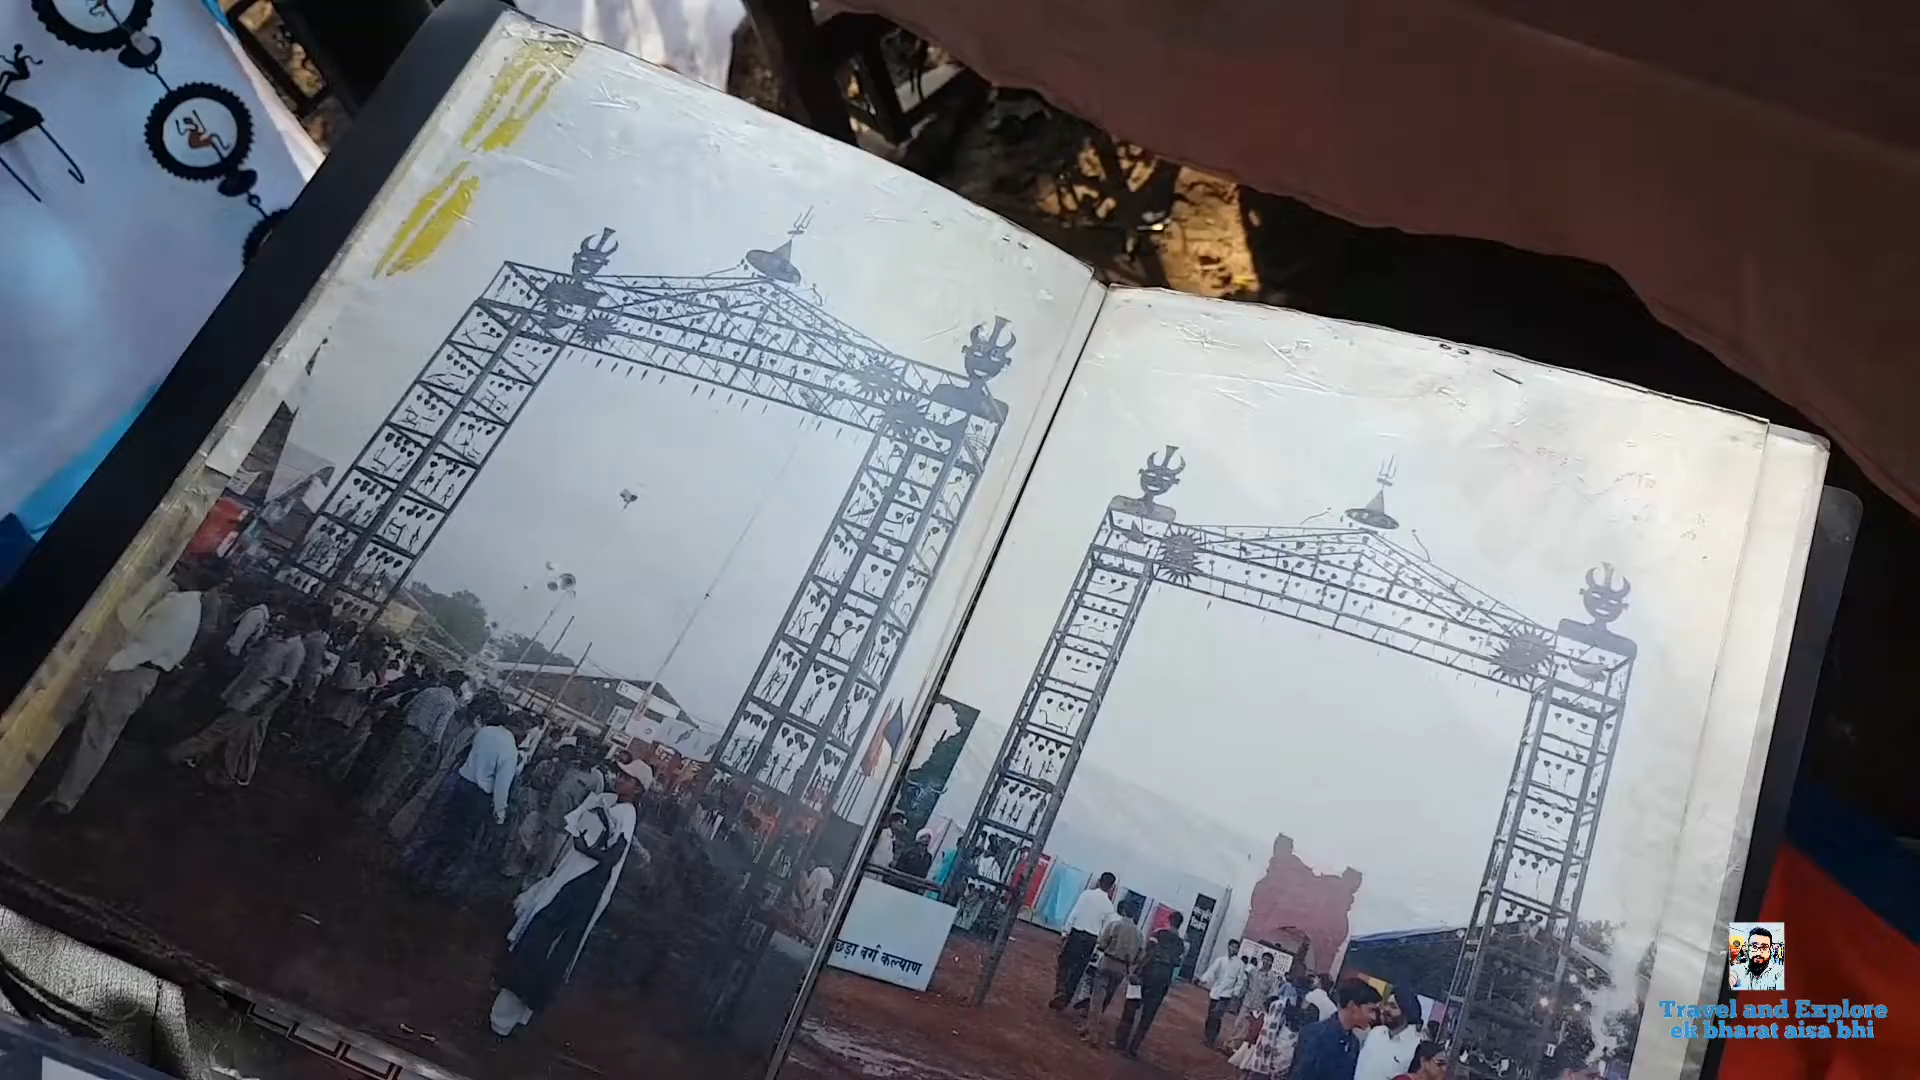 छड़ा वर्ग कल्याण
Travel and Explore
ek bharat aisa bhi